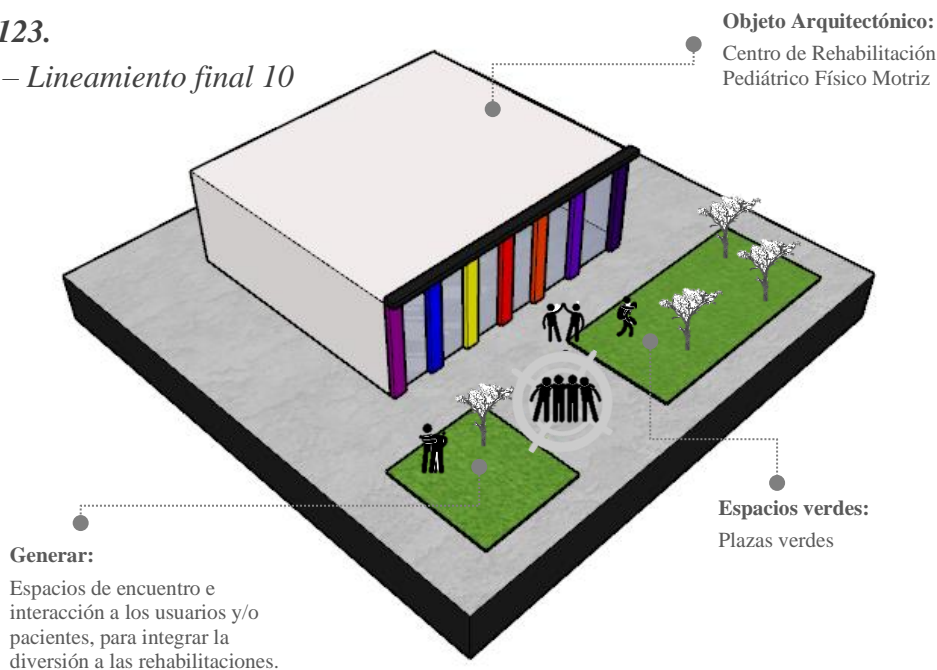 123.
– Lineamiento final 10
Objeto Arquitectónico:
Centro de Rehabilitación
Pediátrico Físico Motriz
Espacios verdes:
Plazas verdes
Generar:
Espacios de encuentro e
interacción a los usuarios y/o
pacientes, para integrar la
diversión a las rehabilitaciones.